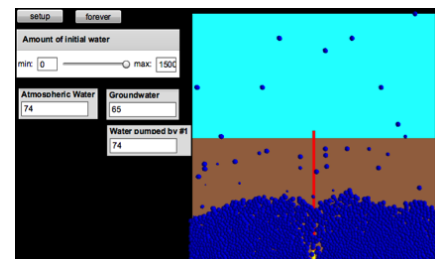 setup forever
Amount of initial water
min: 0 max: 1500
Atmospheric Water Groundwater
74 65
Water pumped by #1
74